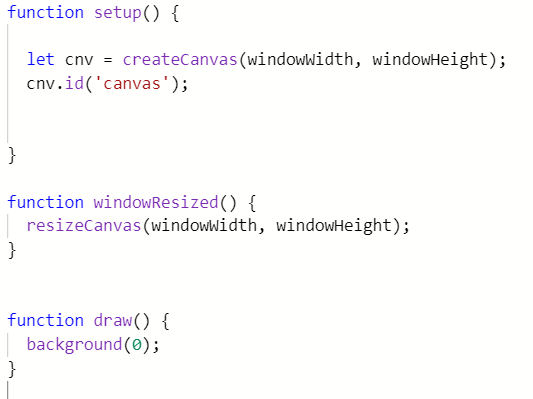 function setup() {
let cnv = createCanvas(windowWidth, windowHeight);
cnv.id('canvas');
}
function windowResized() {
resizeCanvas(windowWidth, windowHeight);
}
function draw() {
background(0);
}